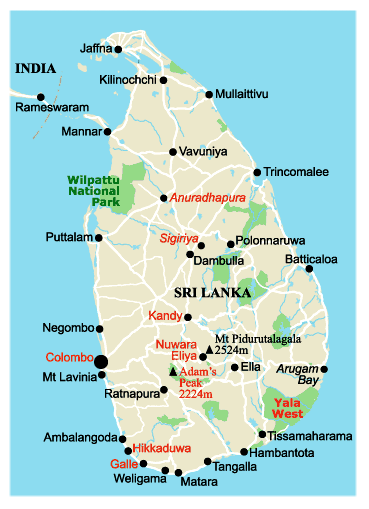 Jaffna
INDIA
Kilinochchi
Mullaittivu
Rameswaram
Mannar
Vavuniya
Trincomalee
Wilpattu
National
Park
Anuradhapura
Puttalam
Sigiriya
Polonnaruwa
Dambulla
Batticaloa
SRI LANKA
Kandy
Negombo
Mt Pidurutalagala
2524m
Nuwara
Eliya
Colombo
Mt Lavinia
Adam's
Peak
2224m
Ella
Arugam
Bay
Ratnapura
Yala
West
Ambalangoda
Tissamaharama
Hikkaduwa
Hambantota
Galle
Tangalla
Weligama
Matara